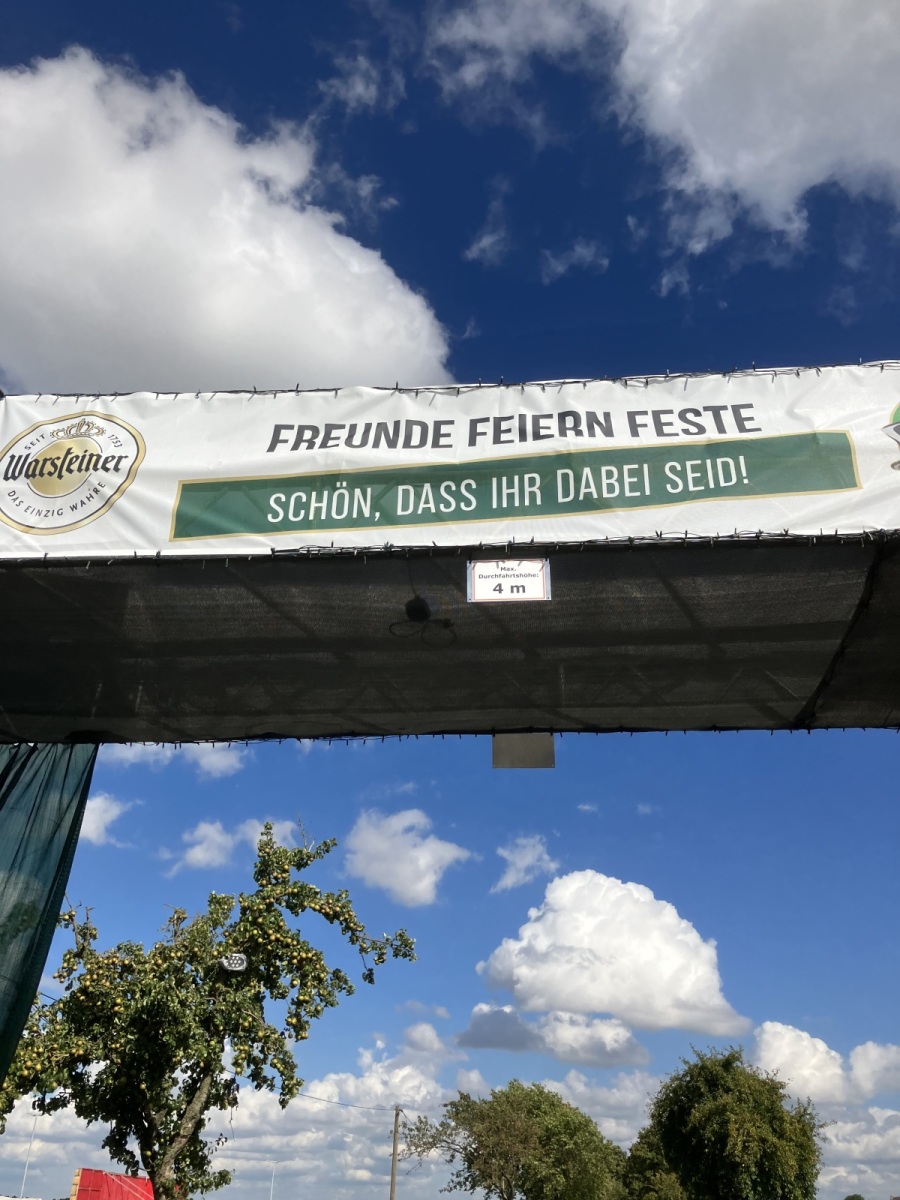 SEIT 1753
Warsteiner
DAS EINZIG WAHRE
FREUNDE FEIERN FESTE
SCHÖN, DASS IHR DABEI SEID!
Max.
Durchfahrtshöhe:
4 m